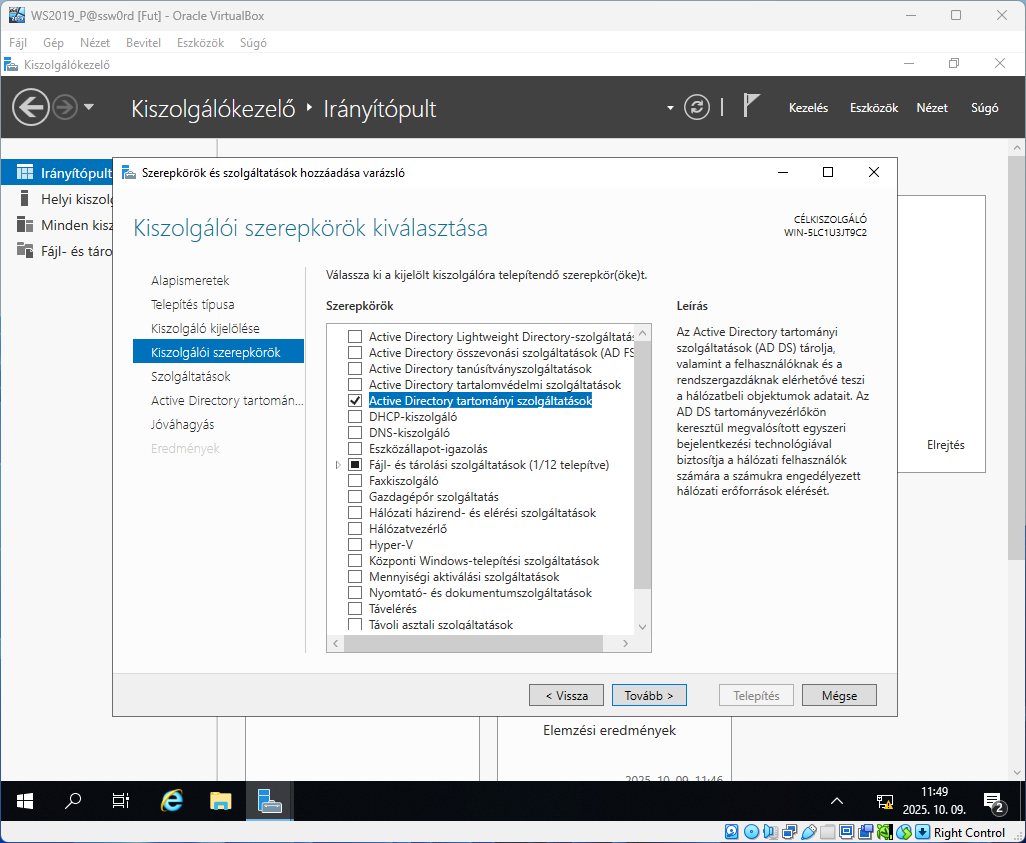 WS2019_P@ssw0rd [Fut] - Oracle VirtualBox
Fájl Gép Nézet Bevitel Eszközök Súgó
Kiszolgálókezelő
Kiszolgálókezelő Irányítópult
Kezelés Eszközök Nézet Súgó
Irányítópult
Helyi kiszolg
Minden kisz
Fájl- és táro
Szerepkörök és szolgáltatások hozzáadása varázsló
Kiszolgálói szerepkörök kiválasztása
CÉLKISZOLGÁLÓ
WIN-5LC1U3JT9C2
Alapismeretek
Telepítés típusa
Kiszolgáló kijelölése
Kiszolgálói szerepkörök
Szolgáltatások
Active Directory tartomán...
Jóváhagyás
Eredmények
Válassza ki a kijelölt kiszolgálóra telepítendő szerepkör(öke)t.
Szerepkörök
Active Directory Lightweight Directory-szolgáltatás
Active Directory összevonási szolgáltatások (AD FS
Active Directory tanúsítványszolgáltatások
Active Directory tartalomvédelmi szolgáltatások
Active Directory tartományi szolgáltatások
DHCP-kiszolgáló
DNS-kiszolgáló
Eszközállapot-igazolás
Fájl- és tárolási szolgáltatások (1/12 telepítve)
Faxkiszolgáló
Gazdagépőr szolgáltatás
Hálózati házirend- és elérési szolgáltatások
Hálózatvezérlő
Hyper-V
Központi Windows-telepítési szolgáltatások
Mennyiségi aktiválási szolgáltatások
Nyomtató- és dokumentumszolgáltatások
Távelérés
Távoli asztali szolgáltatások
Leírás
Az Active Directory tartományi
szolgáltatások (AD DS) tárolja,
valamint a felhasználóknak és a
rendszergazdáknak elérhetővé teszi
a hálózatbeli objektumok adatait. Az
AD DS tartományvezérlőkön
keresztül megvalósított egyszeri
bejelentkezési technológiával
biztosítja a hálózati felhasználók
számára a számukra engedélyezett
hálózati erőforrások elérését.
Elrejtés
< Vissza Tovább > Telepítés Mégse
Elemzési eredmények
2025. 10. 09. 11:46
11:49
2025. 10. 09.
2
Right Control